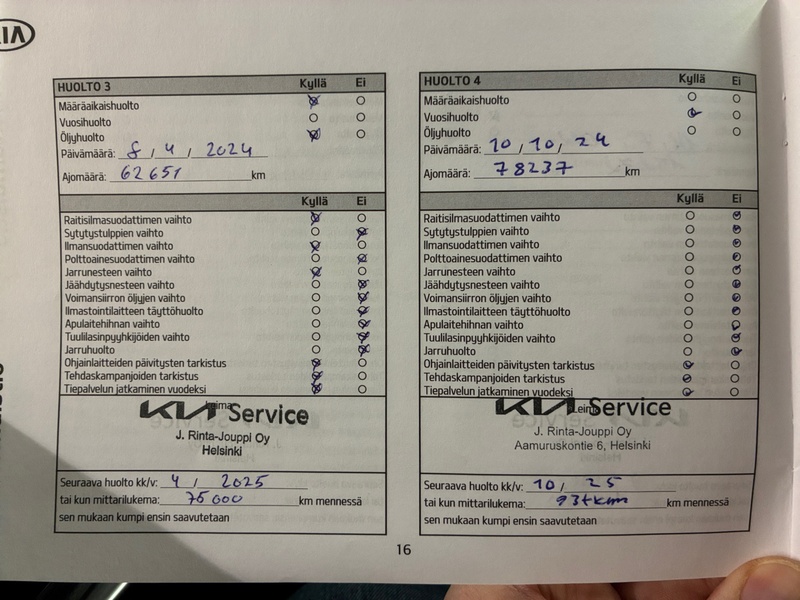 KIA
HUOLTO 3 Kyllä Ei
Määräaikaishuolto
Vuosihuolto
Öljyhuolto
Päivämäärä: 8 / 4 / 2024
Ajomäärä: 62651 km
Kyllä Ei
Raitisilmasuodattimen vaihto
Sytytystulppien vaihto
Ilmansuodattimen vaihto
Polttoainesuodattimen vaihto
Jarrunesteen vaihto
Jäähdytysnesteen vaihto
Voimansiirron öljyjen vaihto
Ilmastointilaitteen täyttöhuolto
Apulaitehihnan vaihto
Tuulilasinpyyhkijöiden vaihto
Jarruhuolto
Ohjainlaitteiden päivitysten tarkistus
Tehdaskampanjoiden tarkistus
Tiepalvelun jatkaminen vuodeksi
Leima
KIA Service
J. Rinta-Jouppi Oy
Helsinki
Seuraava huolto kk/v: 4 / 2025
tai kun mittarilukema: 75000 km mennessä
sen mukaan kumpi ensin saavutetaan
HUOLTO 4 Kyllä Ei
Määräaikaishuolto
Vuosihuolto
Öljyhuolto
Päivämäärä: 10 / 10 / 24
Ajomäärä: 78237 km
Kyllä Ei
Raitisilmasuodattimen vaihto
Sytytystulppien vaihto
Ilmansuodattimen vaihto
Polttoainesuodattimen vaihto
Jarrunesteen vaihto
Jäähdytysnesteen vaihto
Voimansiirron öljyjen vaihto
Ilmastointilaitteen täyttöhuolto
Apulaitehihnan vaihto
Tuulilasinpyyhkijöiden vaihto
Jarruhuolto
Ohjainlaitteiden päivitysten tarkistus
Tehdaskampanjoiden tarkistus
Tiepalvelun jatkaminen vuodeksi
Leima
KIA Service
J. Rinta-Jouppi Oy
Aamuruskontie 6, Helsinki
Seuraava huolto kk/v: 10 / 25
tai kun mittarilukema: 93tkm km mennessä
sen mukaan kumpi ensin saavutetaan
16